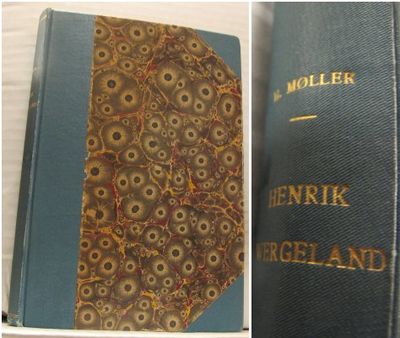 M. MØLLER
HENRIK
WERGELAND